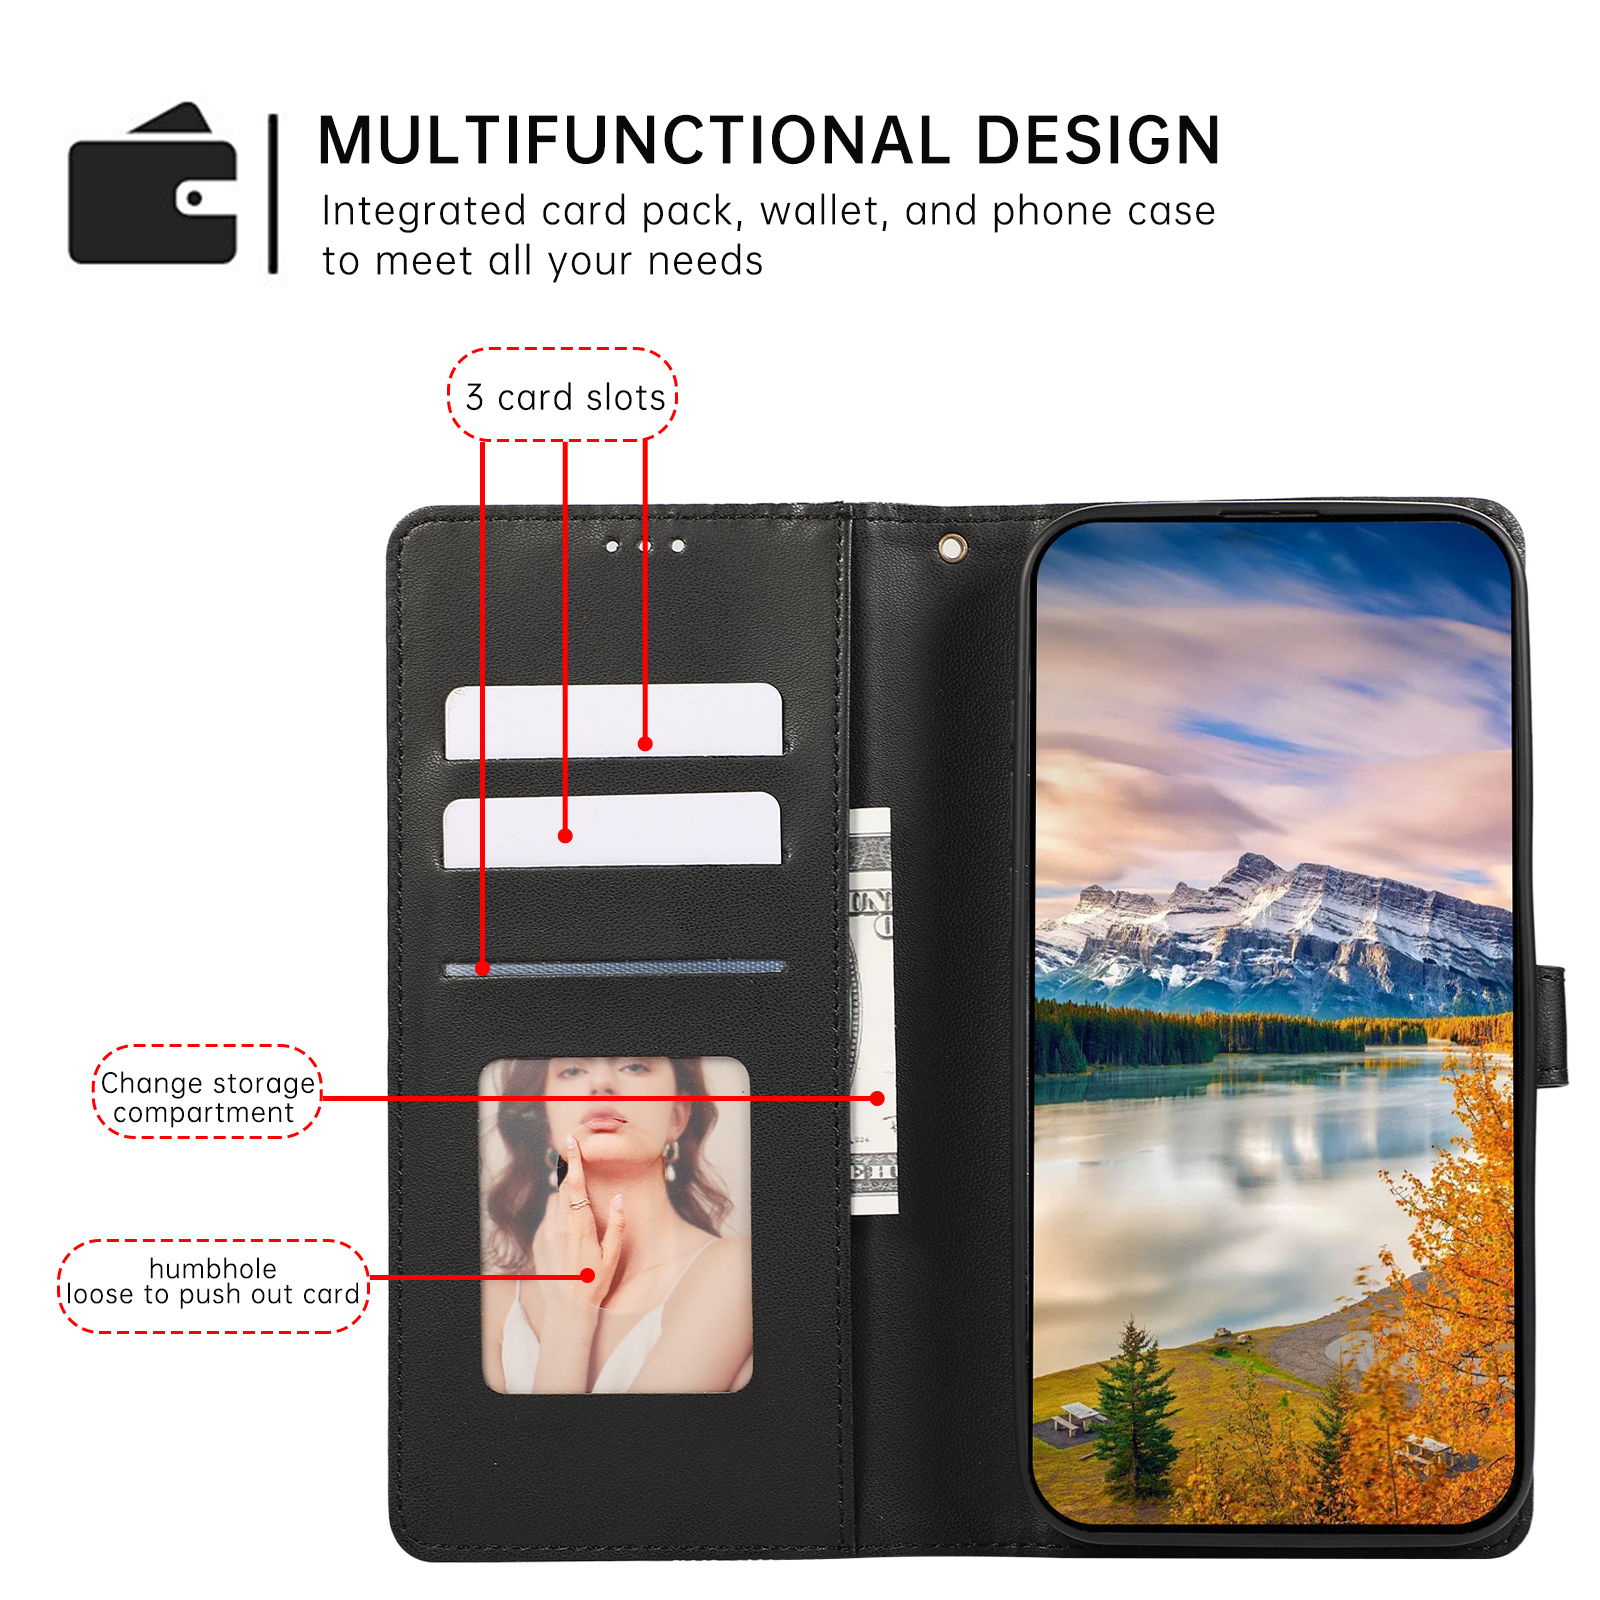 MULTIFUNCTIONAL DESIGN
Integrated card pack, wallet, and phone case
to meet all your needs
3 card slots
Change storage
compartment
humbhole
loose to push out card